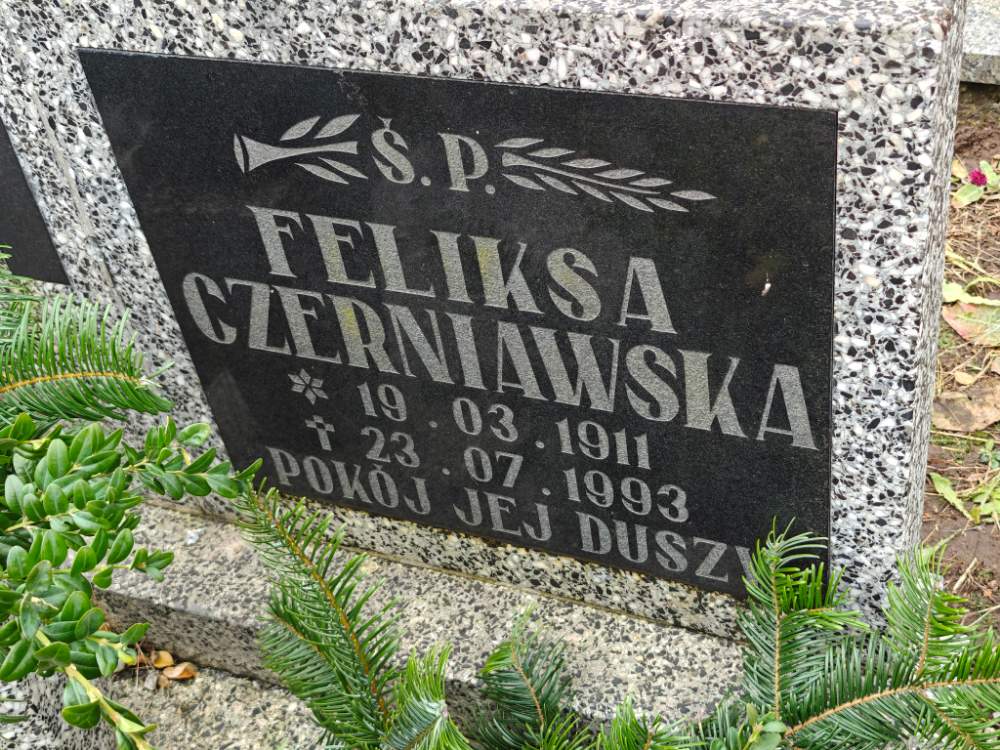 Ś. P.
FELIKSA
CZERNIAWSKA
19.03.1911
23.07.1993
POKÓJ JEJ DUSZY